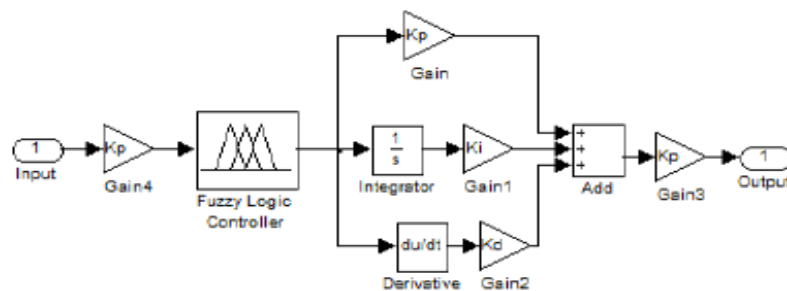 Kp
Gain
1
Input
Kp
Gain4
Fuzzy Logic
Controller
1
s
Integrator
Ki
Gain1
+
+
+
Add
Kp
Gain3
1
Output
du/dt
Derivative
Kd
Gain2